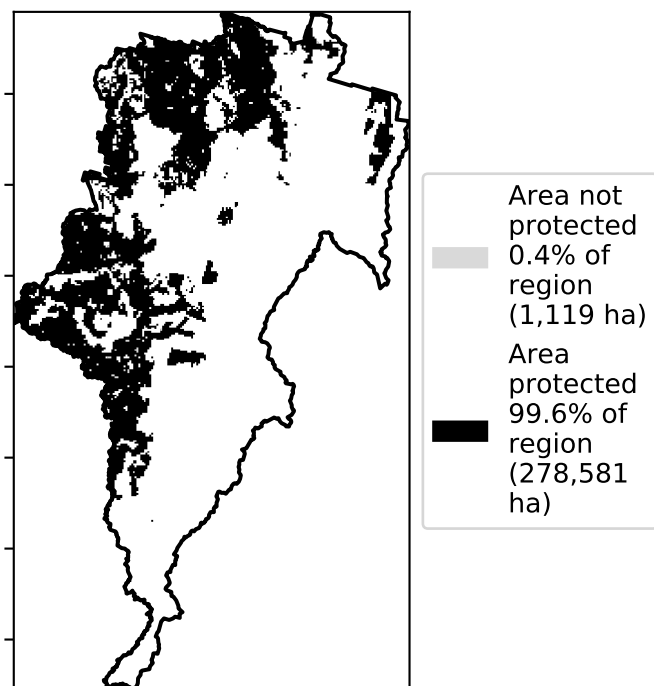 Area not
protected
0.4% of
region
(1,119 ha)
Area
protected
99.6% of
region
(278,581
ha)